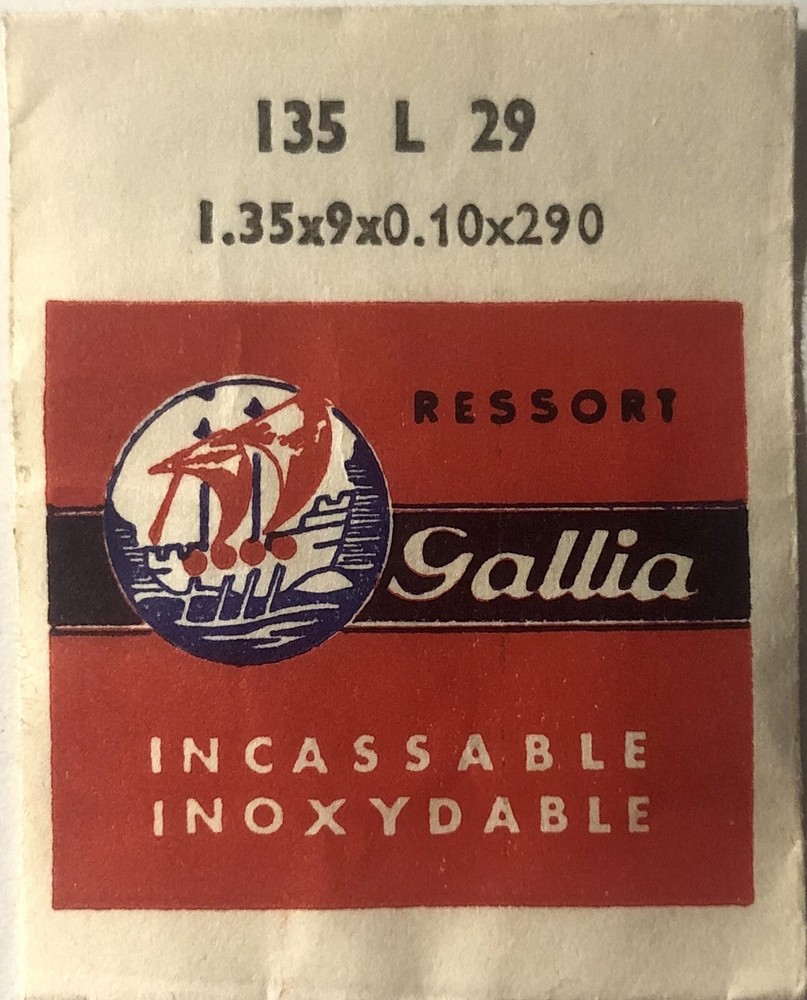 135 L 29
1.35x9x0.10x290
RESSORT
Gallia
INCASSABLE
INOXYDABLE